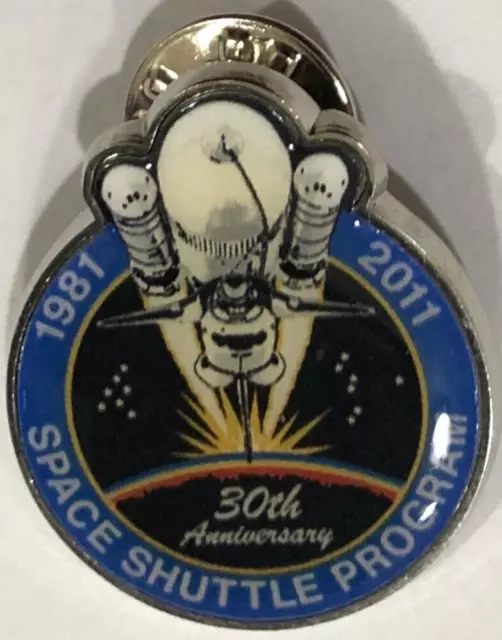 1981
2011
30th
Anniversary
SPACE SHUTTLE PROGRAM